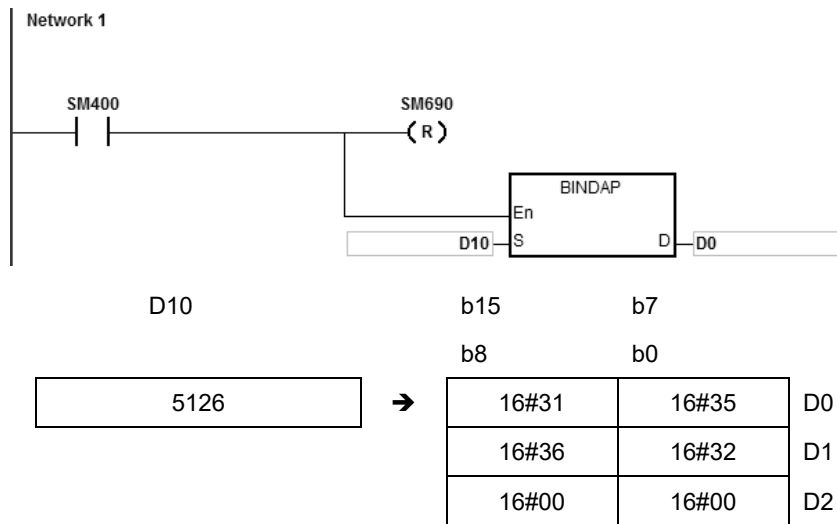 Network 1
SM400 SM690
R
BINDAP
En
D10 S D D0
D10 b15 b7
b8 b0
5126 ➔ 16#31 16#35 D0
16#36 16#32 D1
16#00 16#00 D2